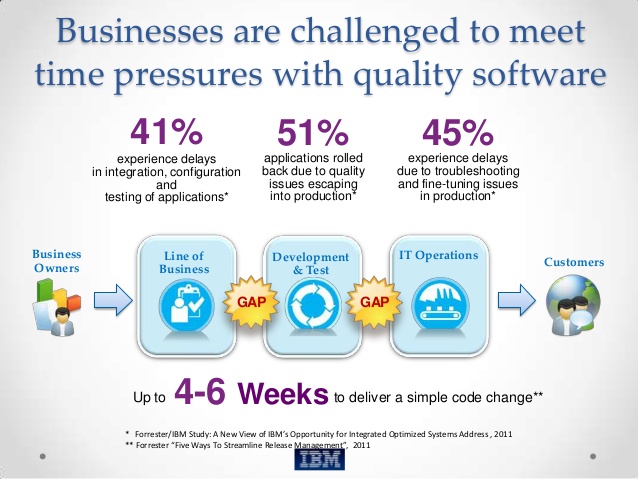 Businesses are challenged to meet
time pressures with quality software
41%
experience delays
in integration, configuration
and
testing of applications*
51%
applications rolled
back due to quality
issues escaping
into production*
45%
experience delays
due to troubleshooting
and fine-tuning issues
in production*
Business
Owners
Line of
Business
GAP
Development
& Test
GAP
IT Operations
Customers
Up to 4-6 Weeks to deliver a simple code change**
* Forrester/IBM Study: A New View of IBM's Opportunity for Integrated Optimized Systems Address , 2011
** Forrester “Five Ways To Streamline Release Management”, 2011
IBM